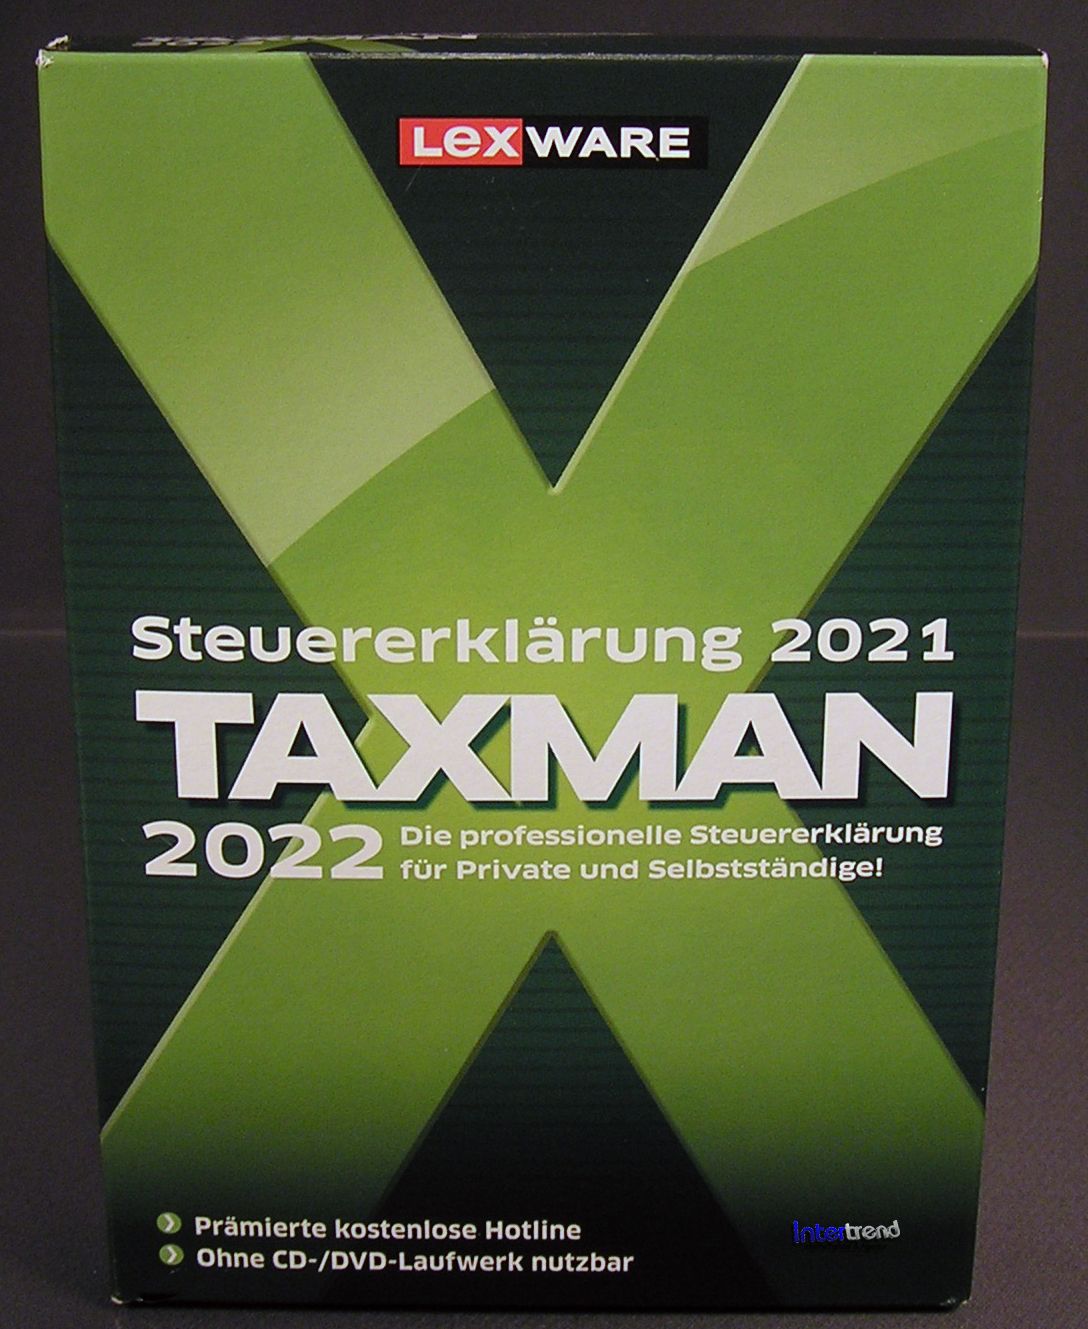 LEXWARE
Steuererklärung 2021
TAXMAN
2022 Die professionelle Steuererklärung
für Private und Selbstständige!
Prämierte kostenlose Hotline
Ohne CD-/DVD-Laufwerk nutzbar
Intertrend